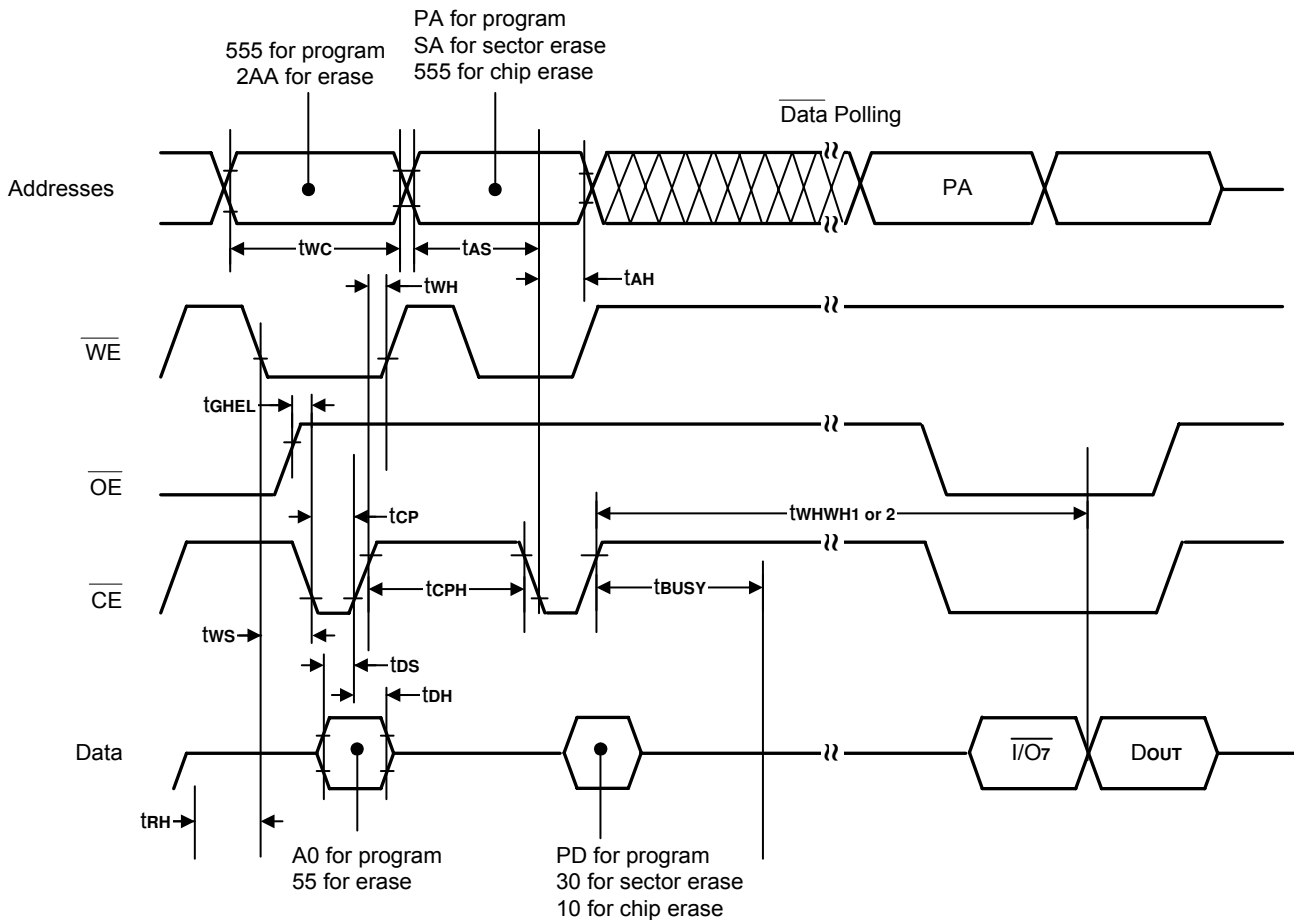 PA for program
SA for sector erase
555 for chip erase
555 for program
2AA for erase
Data Polling
Addresses
PA
tWC
tAS
tWH
tAH
WE
tGHEL
OE
tCP
tWHWH1 or 2
CE
tCPH
tBUSY
tWS
tDS
tDH
Data
I/O7
DOUT
tRH
A0 for program
55 for erase
PD for program
30 for sector erase
10 for chip erase